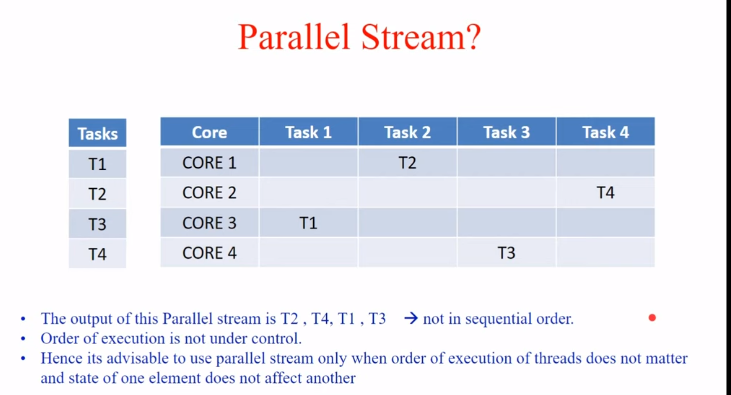 Parallel Stream?
Tasks
T1
T2
T3
T4
Core Task 1 Task 2 Task 3 Task 4
CORE 1 T2
CORE 2 T4
CORE 3 T1
CORE 4 T3
• The output of this Parallel stream is T2 , T4, T1 , T3 → not in sequential order.
• Order of execution is not under control.
• Hence its advisable to use parallel stream only when order of execution of threads does not matter
and state of one element does not affect another